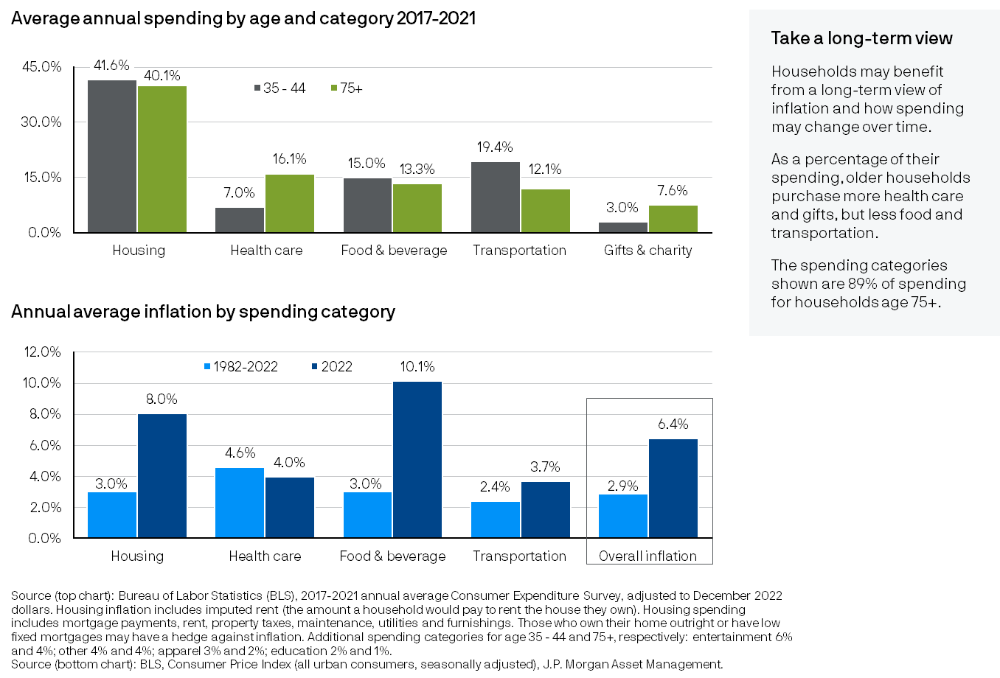 Average annual spending by age and category 2017-2021
45.0%
30.0%
15.0%
0.0%
35 - 44
75+
41.6%
40.1%
7.0%
16.1%
15.0%
13.3%
19.4%
12.1%
3.0%
7.6%
Housing
Health care
Food & beverage
Transportation
Gifts & charity
Take a long-term view
Households may benefit
from a long-term view of
inflation and how spending
may change over time.
As a percentage of their
spending, older households
purchase more health care
and gifts, but less food and
transportation.
The spending categories
shown are 89% of spending
for households age 75+.
Annual average inflation by spending category
12.0%
10.0%
8.0%
6.0%
4.0%
2.0%
0.0%
1982-2022
2022
3.0%
8.0%
4.6%
4.0%
3.0%
10.1%
2.4%
3.7%
2.9%
6.4%
Housing
Health care
Food & beverage
Transportation
Overall inflation
Source (top chart): Bureau of Labor Statistics (BLS), 2017-2021 annual average Consumer Expenditure Survey, adjusted to December 2022
dollars. Housing inflation includes imputed rent (the amount a household would pay to rent the house they own). Housing spending
includes mortgage payments, rent, property taxes, maintenance, utilities and furnishings. Those who own their home outright or have low
fixed mortgages may have a hedge against inflation. Additional spending categories for age 35 - 44 and 75+, respectively: entertainment 6%
and 4%; other 4% and 4%; apparel 3% and 2%; education 2% and 1%.
Source (bottom chart): BLS, Consumer Price Index (all urban consumers, seasonally adjusted), J.P. Morgan Asset Management.